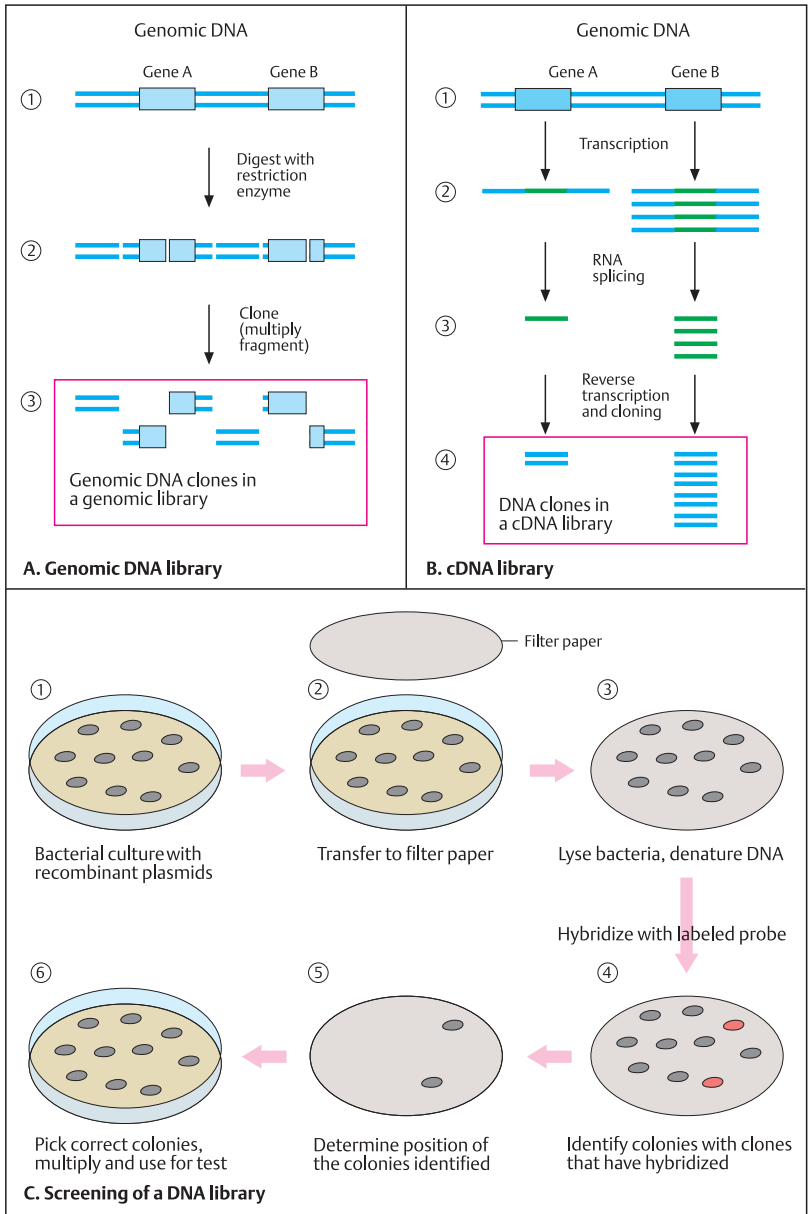 Genomic DNA
Gene A
Gene B
①
Digest with
restriction
enzyme
②
Clone
(multiply
fragment)
③
Genomic DNA clones in
a genomic library
A. Genomic DNA library
Genomic DNA
Gene A
Gene B
①
Transcription
②
RNA
splicing
③
Reverse
transcription
and cloning
④
DNA clones in
a cDNA library
B. cDNA library
Filter paper
①
Bacterial culture with
recombinant plasmids
②
Transfer to filter paper
③
Lyse bacteria, denature DNA
Hybridize with labeled probe
④
Identify colonies with clones
that have hybridized
⑤
Determine position of
the colonies identified
⑥
Pick correct colonies,
multiply and use for test
C. Screening of a DNA library